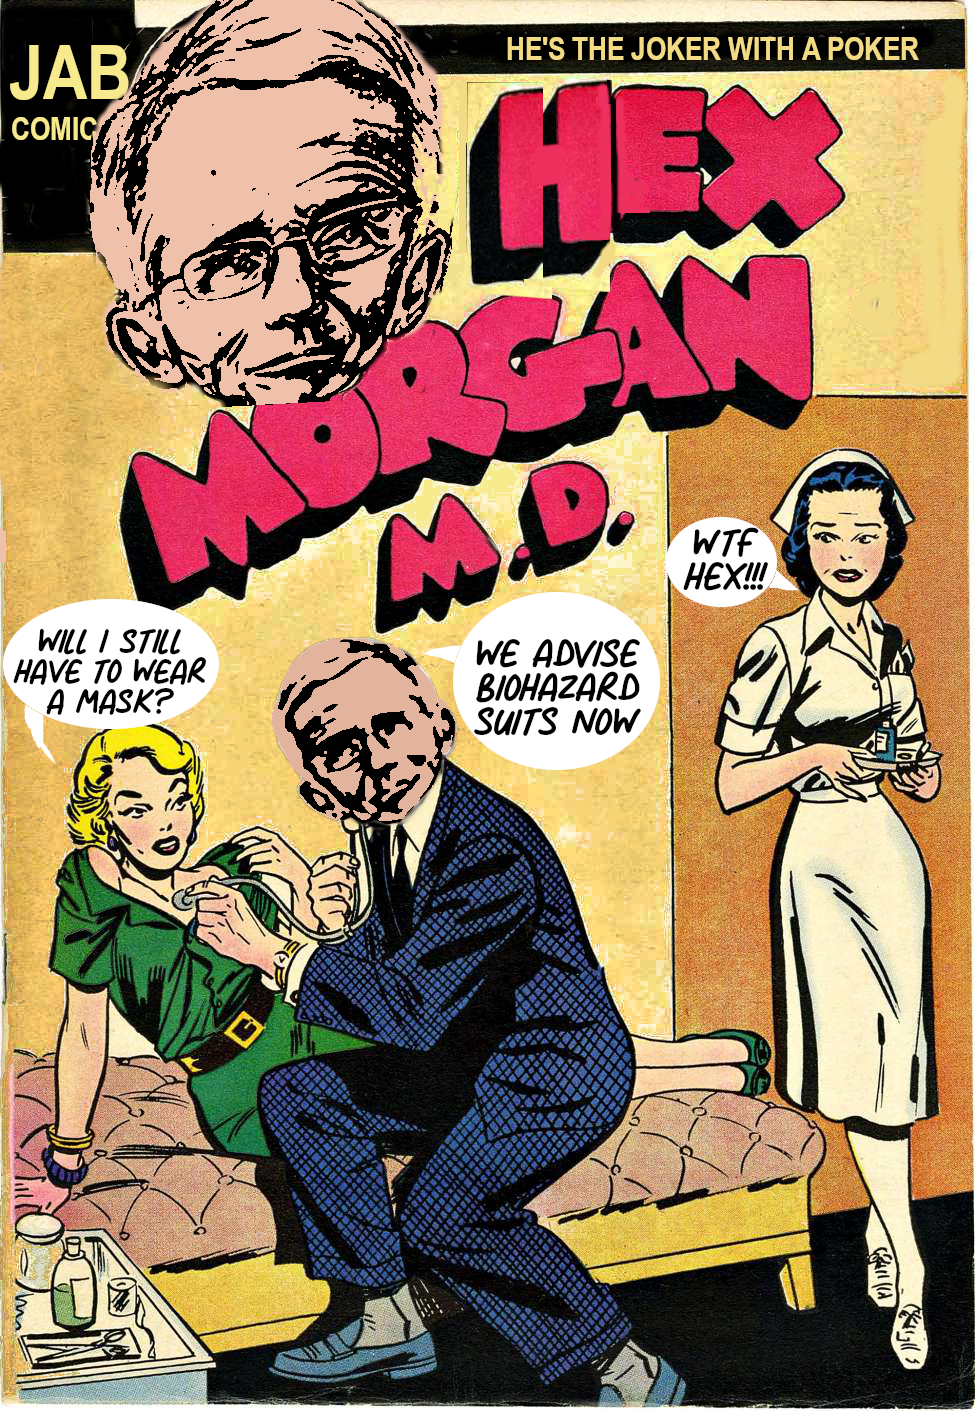 JAB
COMIC
HE'S THE JOKER WITH A POKER
HEX
MORGAN
M.D.
WTF
HEX!!!
WILL I STILL
HAVE TO WEAR
A MASK?
WE ADVISE
BIOHAZARD
SUITS NOW